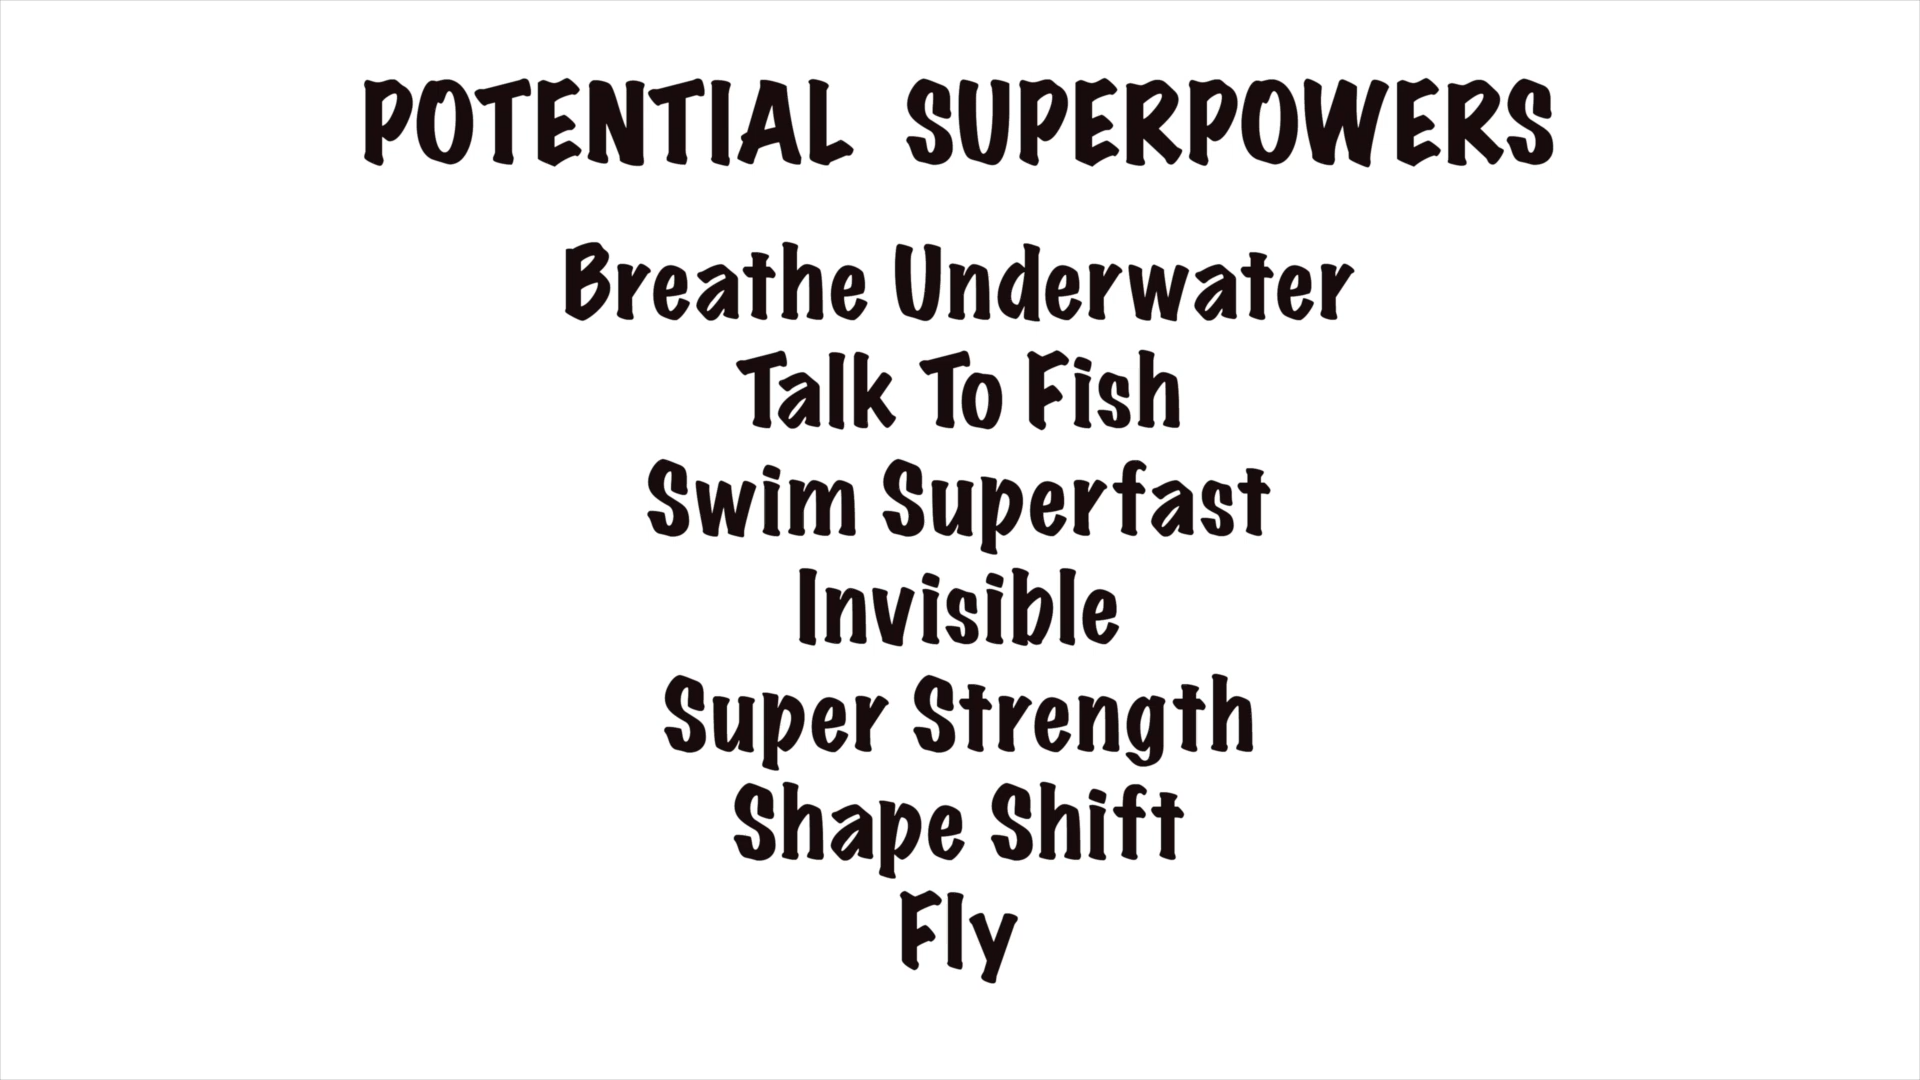 POTENTIAL SUPERPOWERS
Breathe Underwater
Talk To Fish
Swim Superfast
Invisible
Super Strength
Shape Shift
Fly